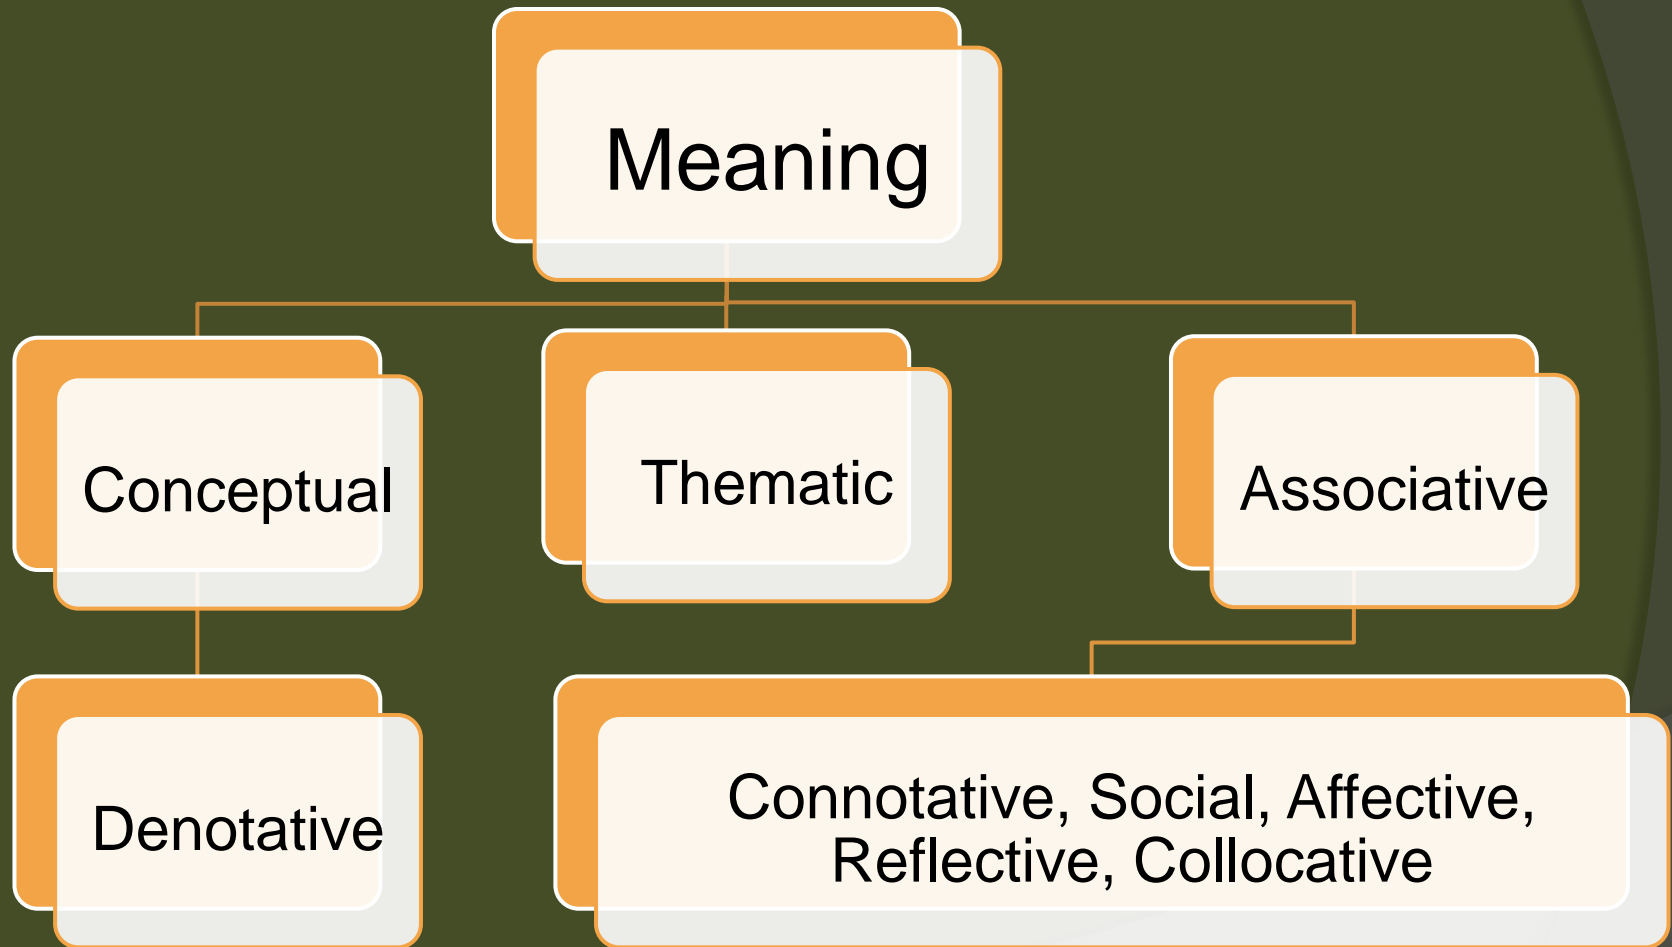 Meaning
Conceptual
Thematic
Associative
Denotative
Connotative, Social, Affective,
Reflective, Collocative